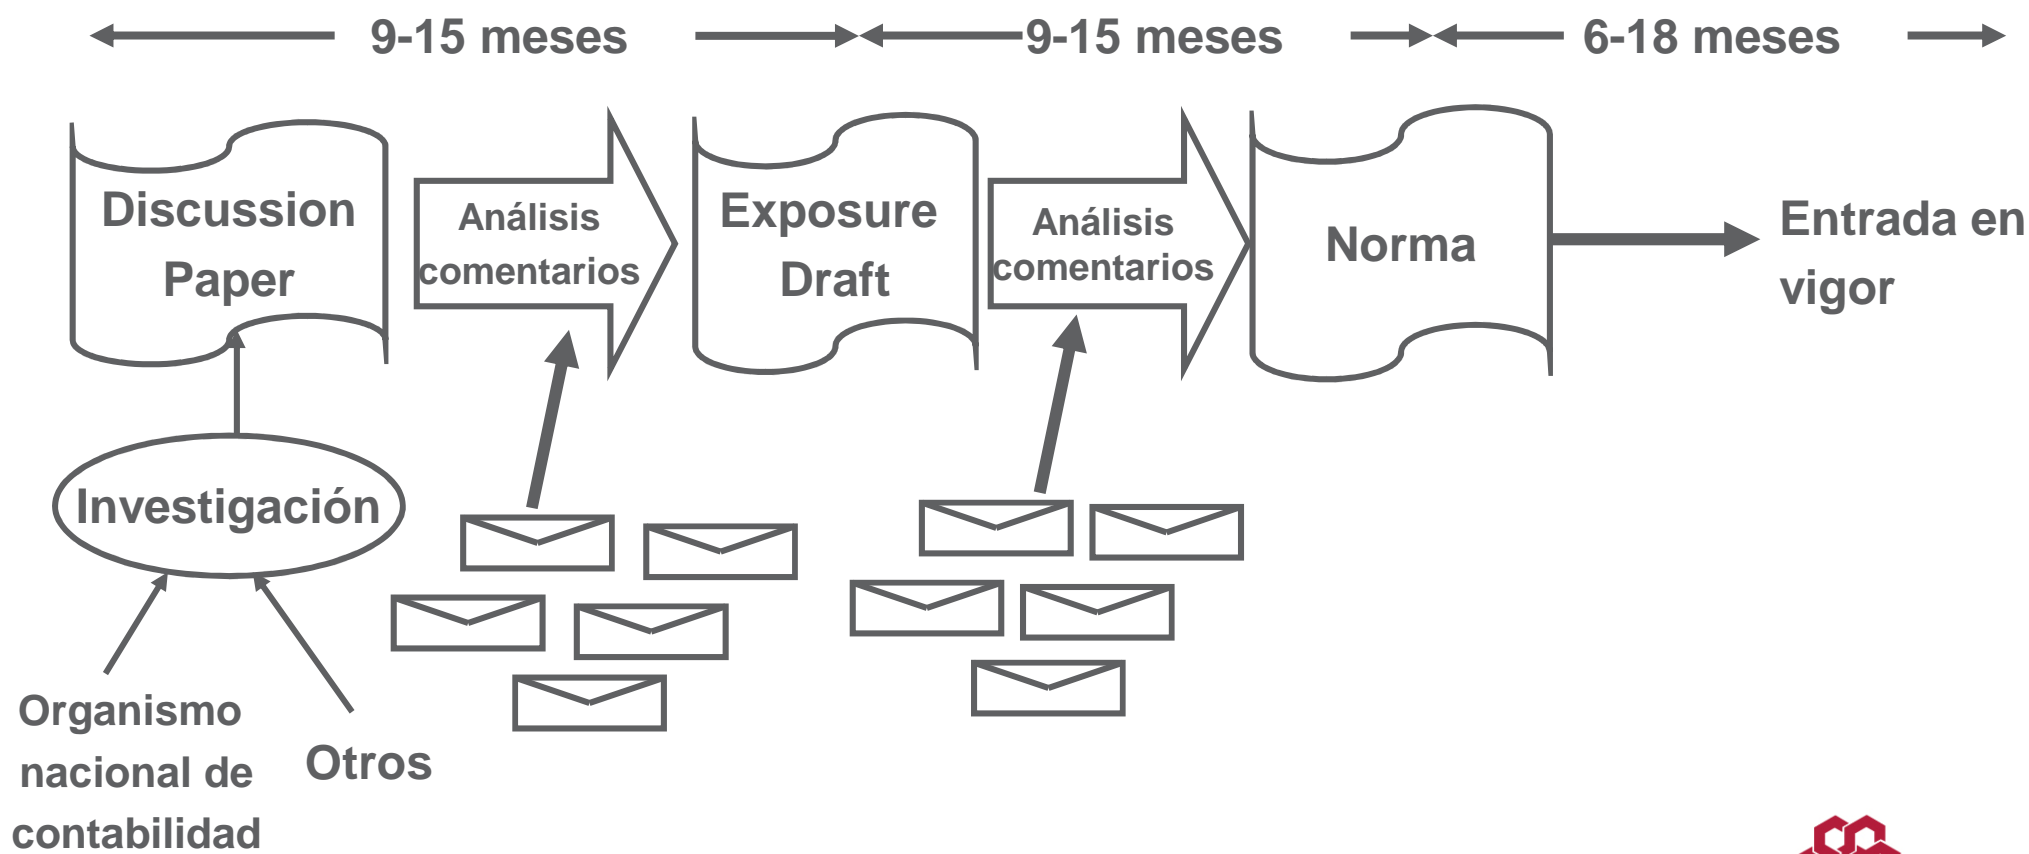 9-15 meses
9-15 meses
6-18 meses
Discussion
Paper
Análisis
comentarios
Exposure
Draft
Análisis
comentarios
Norma
Entrada en
vigor
Investigación
Organismo
nacional de
contabilidad
Otros